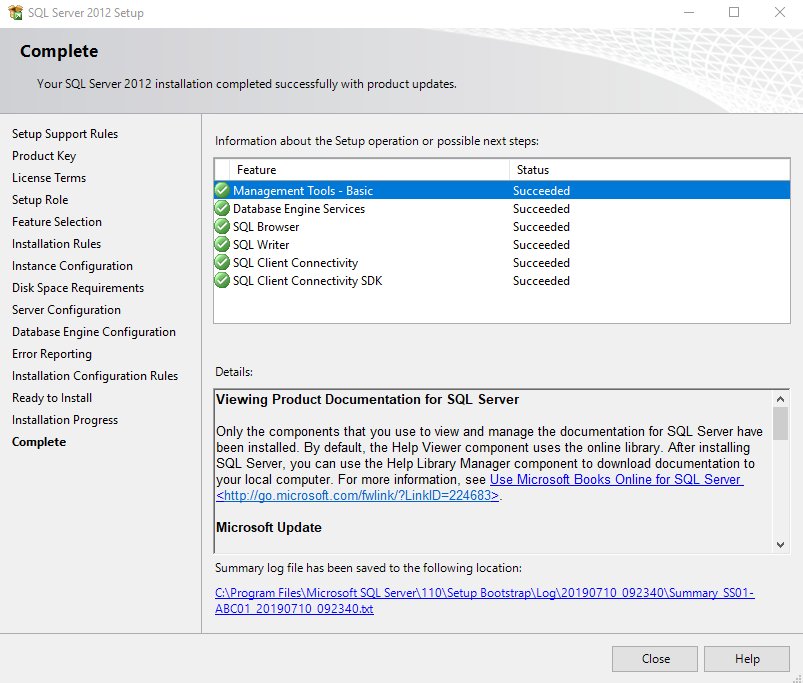 SQL Server 2012 Setup
Complete
Your SQL Server 2012 installation completed successfully with product updates.
Setup Support Rules
Product Key
License Terms
Setup Role
Feature Selection
Installation Rules
Instance Configuration
Disk Space Requirements
Server Configuration
Database Engine Configuration
Error Reporting
Installation Configuration Rules
Ready to Install
Installation Progress
Complete
Information about the Setup operation or possible next steps:
Feature Status
Management Tools - Basic Succeeded
Database Engine Services Succeeded
SQL Browser Succeeded
SQL Writer Succeeded
SQL Client Connectivity Succeeded
SQL Client Connectivity SDK Succeeded
Details:
Viewing Product Documentation for SQL Server
Only the components that you use to view and manage the documentation for SQL Server have
been installed. By default, the Help Viewer component uses the online library. After installing
SQL Server, you can use the Help Library Manager component to download documentation to
your local computer. For more information, see Use Microsoft Books Online for SQL Server
<http://go.microsoft.com/fwlink/?LinkID=224683>.
Microsoft Update
Summary log file has been saved to the following location:
C:\Program Files\Microsoft SQL Server\110\Setup Bootstrap\Log\20190710_092340\Summary_SS01-
ABC01_20190710_092340.txt
Close Help